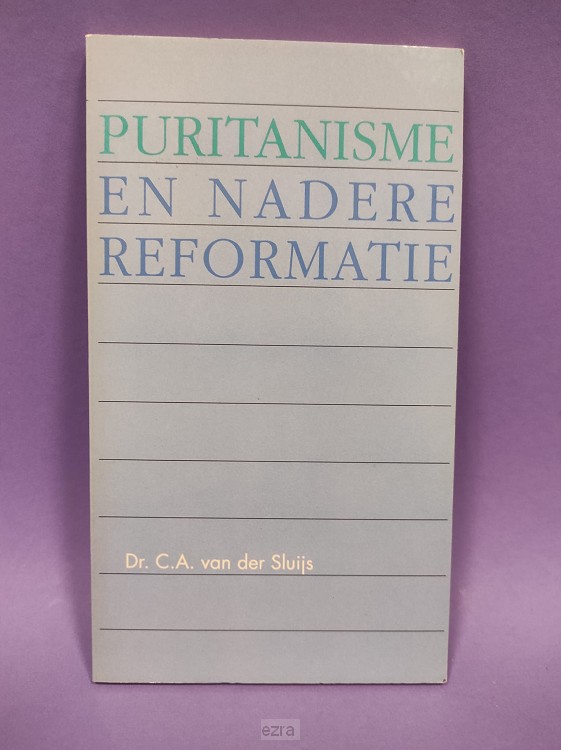 PURITANISME
EN NADERE
REFORMATIE
Dr. C.A. van der Sluijs
ezra